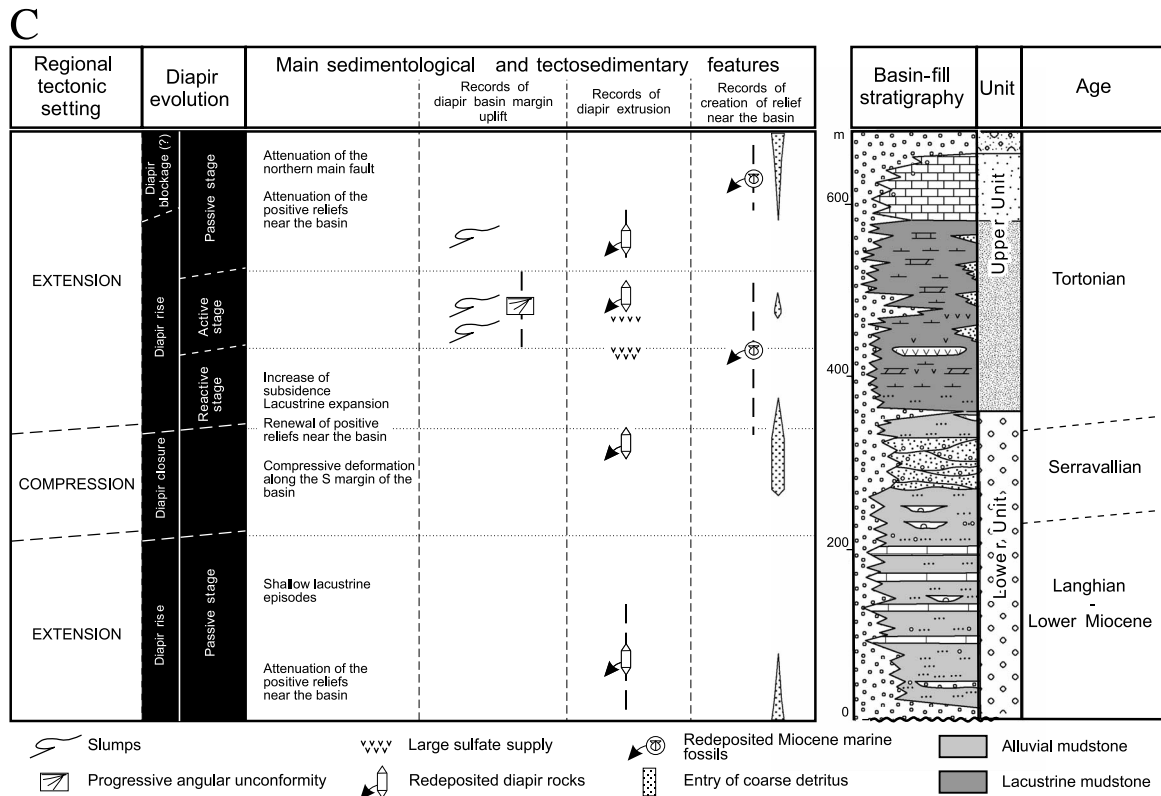 C
Regional
tectonic
setting
Diapir
evolution
Main sedimentological and tectosedimentary features
Records of
diapir basin margin
uplift
Records of
diapir extrusion
Records of
creation of relief
near the basin
Basin-fill
stratigraphy
Unit
Age
EXTENSION
COMPRESSION
EXTENSION
Diapir
blockage (?)
Diapir rise
Diapir closure
Diapir rise
Passive stage
Active
stage
Reactive
stage
Passive stage
Attenuation of the
northern main fault
Attenuation of the
positive reliefs
near the basin
Increase of
subsidence
Lacustrine expansion
Renewal of positive
reliefs near the basin
Compressive deformation
along the S margin of the
basin
Shallow lacustrine
episodes
Attenuation of the
positive reliefs
near the basin
m
600
400
200
0
Upper Unit
Lower Unit
Tortonian
Serravallian
Langhian
-
Lower Miocene
Slumps
Large sulfate supply
Redeposited Miocene marine
fossils
Alluvial mudstone
Progressive angular unconformity
Redeposited diapir rocks
Entry of coarse detritus
Lacustrine mudstone